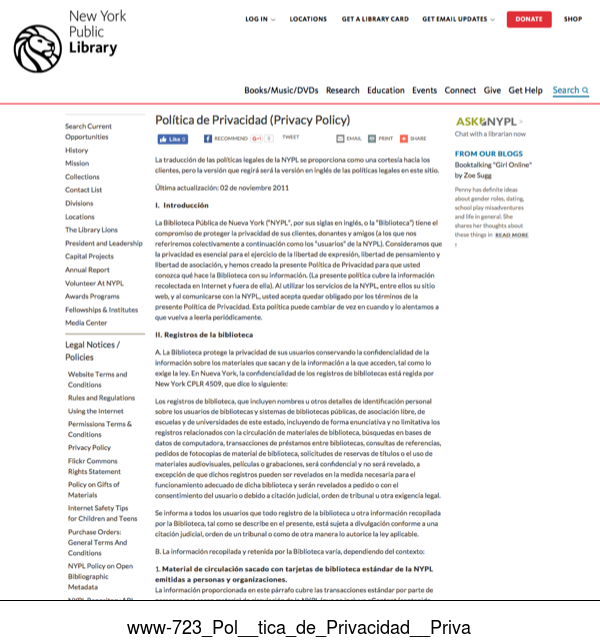 New York
Public
Library
LOG IN
LOCATIONS
GET A LIBRARY CARD
GET EMAIL UPDATES
DONATE
SHOP
Books/Music/DVDs Research Education Events Connect Give Get Help Search
Search Current
Opportunities
History
Mission
Collections
Contact List
Divisions
Locations
The Library Lions
President and Leadership
Capital Projects
Annual Report
Volunteer At NYPL
Awards Programs
Fellowships & Institutes
Media Center
Legal Notices /
Policies
Website Terms and
Conditions
Rules and Regulations
Using the Internet
Permissions Terms &
Conditions
Privacy Policy
Flickr Commons
Rights Statement
Policy on Gifts of
Materials
Internet Safety Tips
for Children and Teens
Purchase Orders:
General Terms And
Conditions
NYPL Policy on Open
Bibliographic
Metadata
Política de Privacidad (Privacy Policy)
Like 0 RECOMMEND TWEET EMAIL PRINT SHARE
La traducción de las políticas legales de la NYPL se proporciona como una cortesía hacia los
clientes, pero la versión que regirá será la versión en inglés de las políticas legales en este sitio.
Última actualización: 02 de noviembre 2011
I. Introducción
La Biblioteca Pública de Nueva York ("NYPL", por sus siglas en inglés, o la "Biblioteca") tiene el
compromiso de proteger la privacidad de sus clientes, donantes y amigos (a los que nos
referiremos colectivamente a continuación como los "usuarios" de la NYPL). Consideramos que
la privacidad es esencial para el ejercicio de la libertad de expresión, libertad de pensamiento y
libertad de asociación, y hemos creado la presente Política de Privacidad para que usted
conozca qué hace la Biblioteca con su información. (La presente política cubre la información
recolectada en Internet y fuera de ella). Al utilizar los servicios de la NYPL, entre ellos su sitio
web, y al comunicarse con la NYPL, usted acepta quedar obligado por los términos de la
presente Política de Privacidad. Esta política puede cambiar de vez en cuando y lo alentamos a
que vuelva a leerla periódicamente.
II. Registros de la biblioteca
A. La Biblioteca protege la privacidad de sus usuarios conservando la confidencialidad de la
información sobre los materiales que sacan y de la información a la que acceden, tal como lo
exige la ley. En Nueva York, la confidencialidad de los registros de bibliotecas está regida por
New York CPLR 4509, que dice lo siguiente:
Los registros de biblioteca, que incluyen nombres u otros detalles de identificación personal
sobre los usuarios de bibliotecas y sistemas de bibliotecas públicas, de asociación libre, de
escuelas y de universidades de este estado, incluyendo de forma enunciativa y no limitativa los
registros relacionados con la circulación de materiales de biblioteca, búsquedas en bases de
datos de computadora, transacciones de préstamos entre bibliotecas, consultas de referencias,
pedidos de fotocopias de material de biblioteca, solicitudes de reservas de títulos o el uso de
materiales audiovisuales, películas o grabaciones, será confidencial y no será revelado, a
excepción de que dichos registros pueden ser revelados en la medida necesaria para el
funcionamiento adecuado de dicha biblioteca y serán revelados a pedido o con el
consentimiento del usuario o debido a citación judicial, orden de tribunal u otra exigencia legal.
Se informa a todos los usuarios que todo registro de la biblioteca u otra información recopilada
por la Biblioteca, tal como se describe en el presente, está sujeta a divulgación conforme a una
citación judicial, orden de un tribunal o como de otra manera lo autorice la ley aplicable.
B. La información recopilada y retenida por la Biblioteca varía, dependiendo del contexto:
1. Material de circulación sacado con tarjetas de biblioteca estándar de la NYPL
emitidas a personas y organizaciones.
La información proporcionada en este párrafo cubre las transacciones estándar por parte de
ASK NYPL
Chat with a librarian now
FROM OUR BLOGS
Booktalking "Girl Online"
by Zoe Sugg
Penny has definite ideas
about gender roles, dating,
school play misadventures
and life in general. She
shares her thoughts about
these things in READ MORE
www-723_Pol__tica_de_Privacidad__Priva